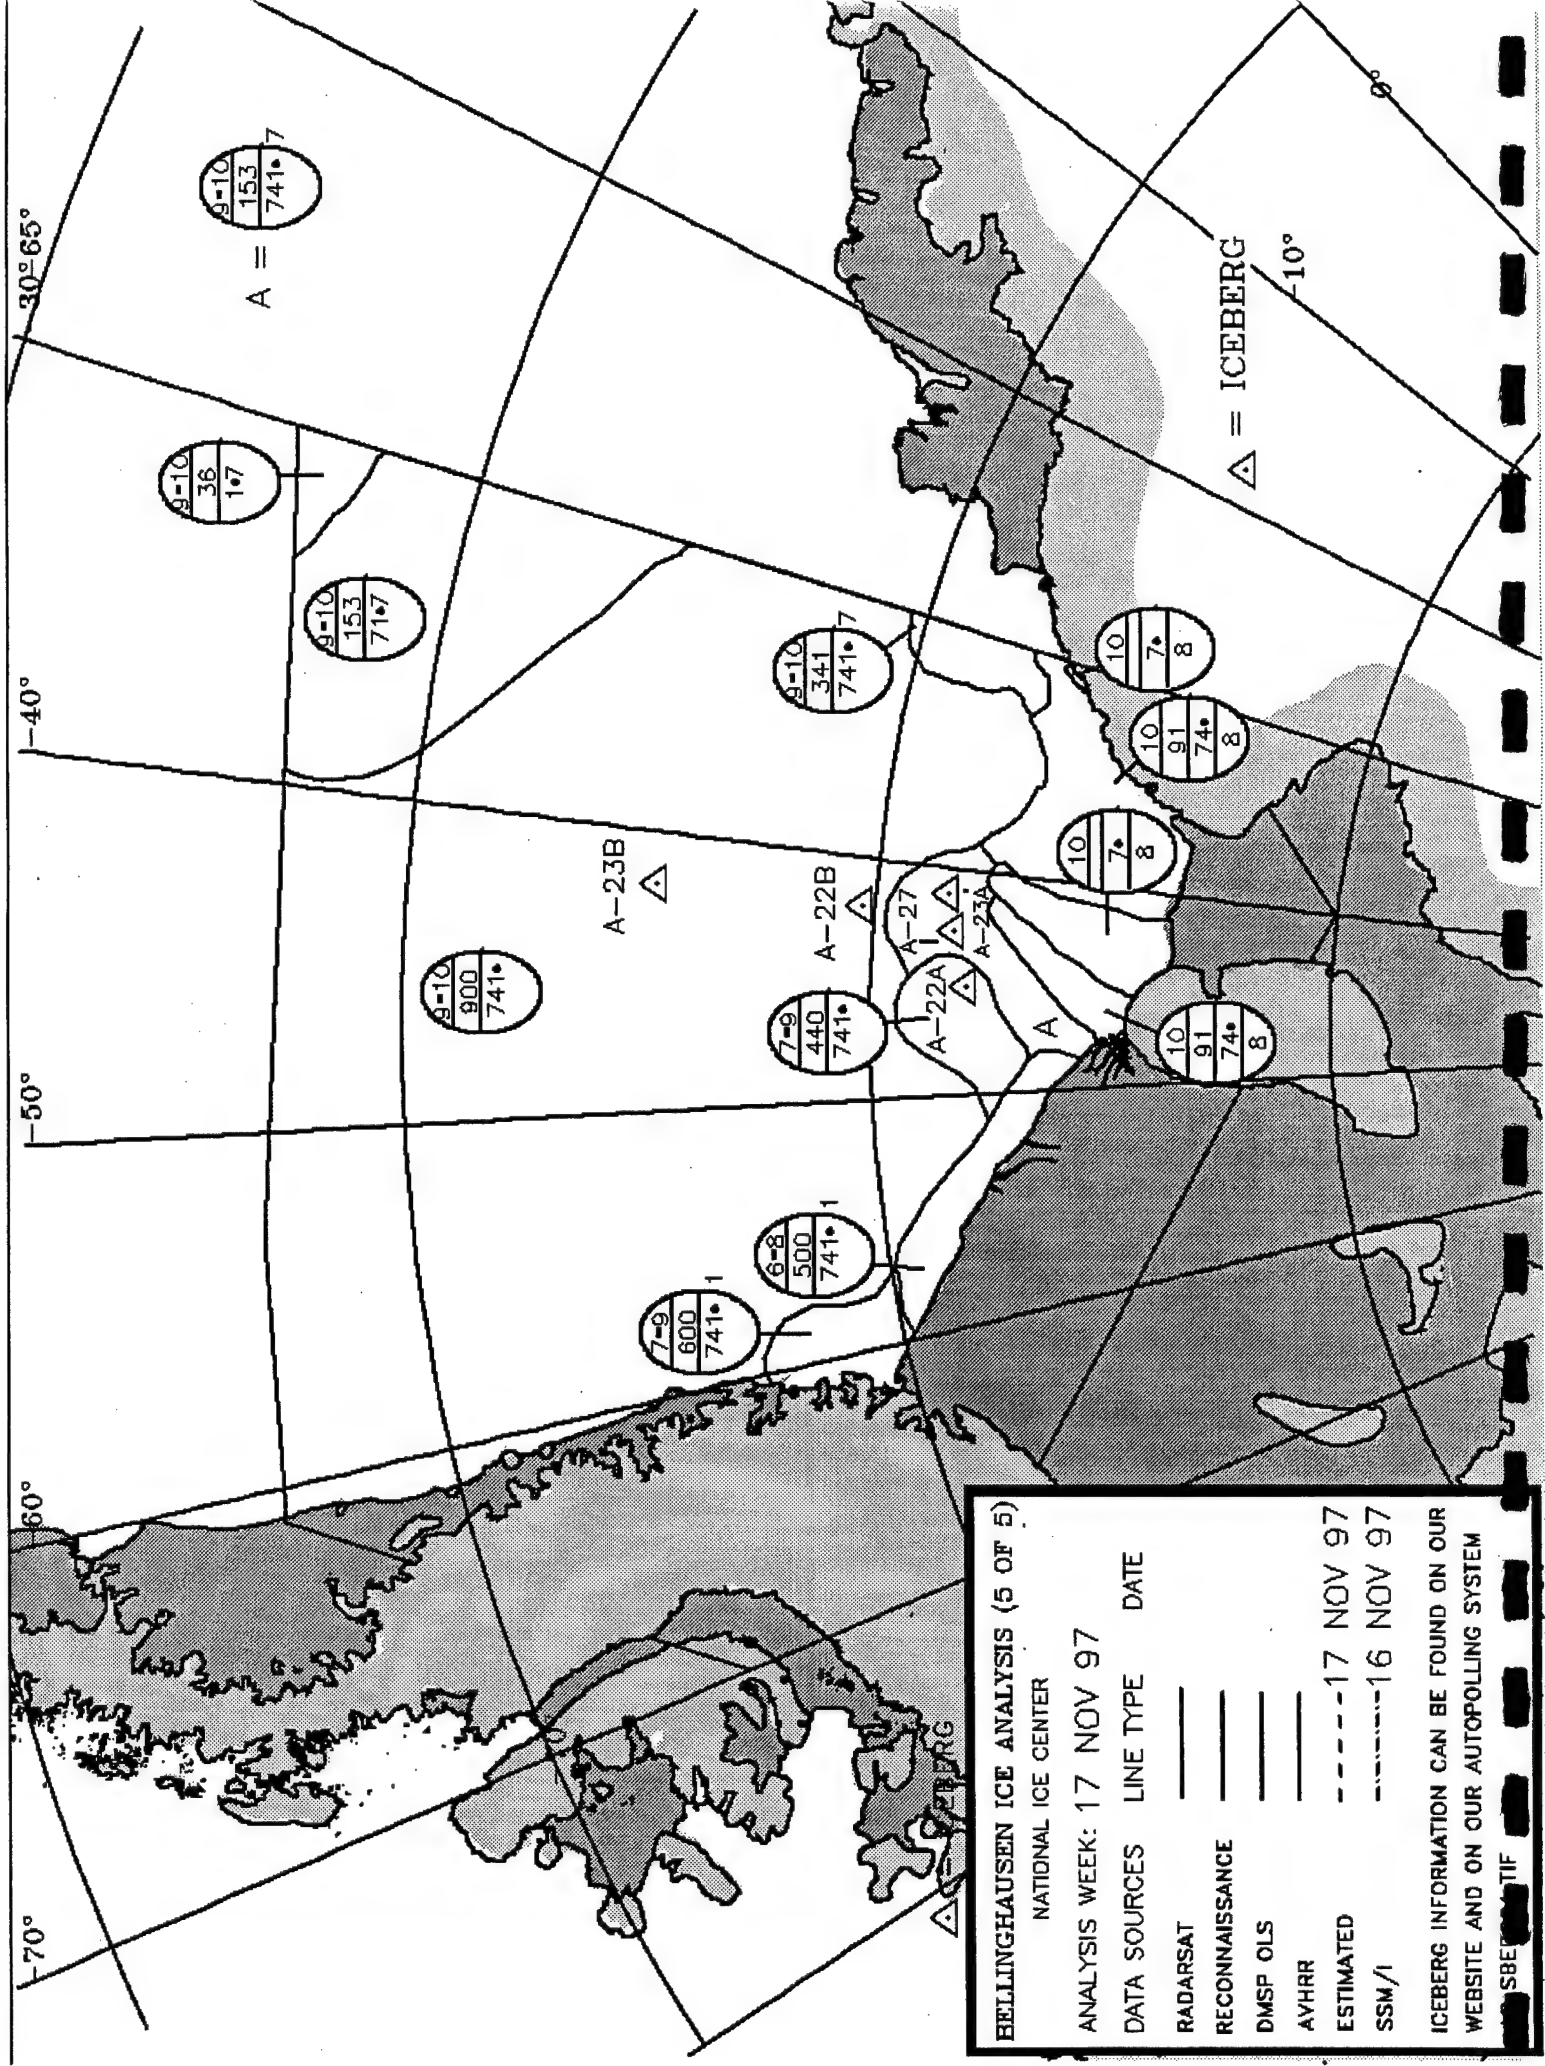 -70°
-60°
-50°
-40°
30°
-65°
-10°
0°
A =
9-10
153
741•
7
9-10
36
1•7
9-10
153
71•7
9-10
900
741•
A-23B
9-10
341
741•
7
A-22B
A-27
A-23A
A-22A
7-9
440
741•
A
6-8
500
741•
1
7-9
600
741•
1
10
7•
8
10
91
74•
8
10
7•
8
10
91
74•
8
= ICEBERG
BELLINGHAUSEN ICE ANALYSIS (5 OF 5)
NATIONAL ICE CENTER
ANALYSIS WEEK: 17 NOV 97
DATA SOURCES LINE TYPE DATE
RADARSAT
RECONNAISSANCE
DMSP OLS
AVHRR
ESTIMATED 17 NOV 97
SSM/I 16 NOV 97
ICEBERG INFORMATION CAN BE FOUND ON OUR
WEBSITE AND ON OUR AUTOPOLLING SYSTEM